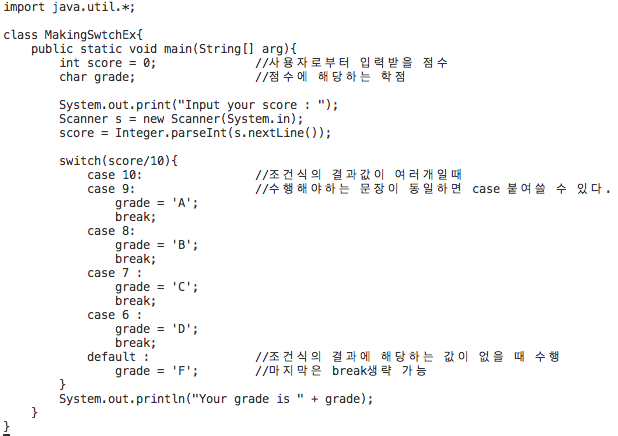 import java.util.*;

class MakingSwtchEx{
    public static void main(String[] arg){
        int score = 0;              //사용자로부터 입력받을 점수
        char grade;                 //점수에 해당하는 학점

        System.out.print("Input your score : ");
        Scanner s = new Scanner(System.in);
        score = Integer.parseInt(s.nextLine());

        switch(score/10){
            case 10:                //조건식의 결과값이 여러개일때
            case 9:                 //수행해야하는 문장이 동일하면 case 붙여쓸 수 있다.
                grade = 'A';
                break;
            case 8:
                grade = 'B';
                break;
            case 7 :
                grade = 'C';
                break;
            case 6 :
                grade = 'D';
                break;
            default :               //조건식의 결과에 해당하는 값이 없을 때 수행
                grade = 'F';        //마지막은 break생략 가능
        }
        System.out.println("Your grade is " + grade);
    }
}